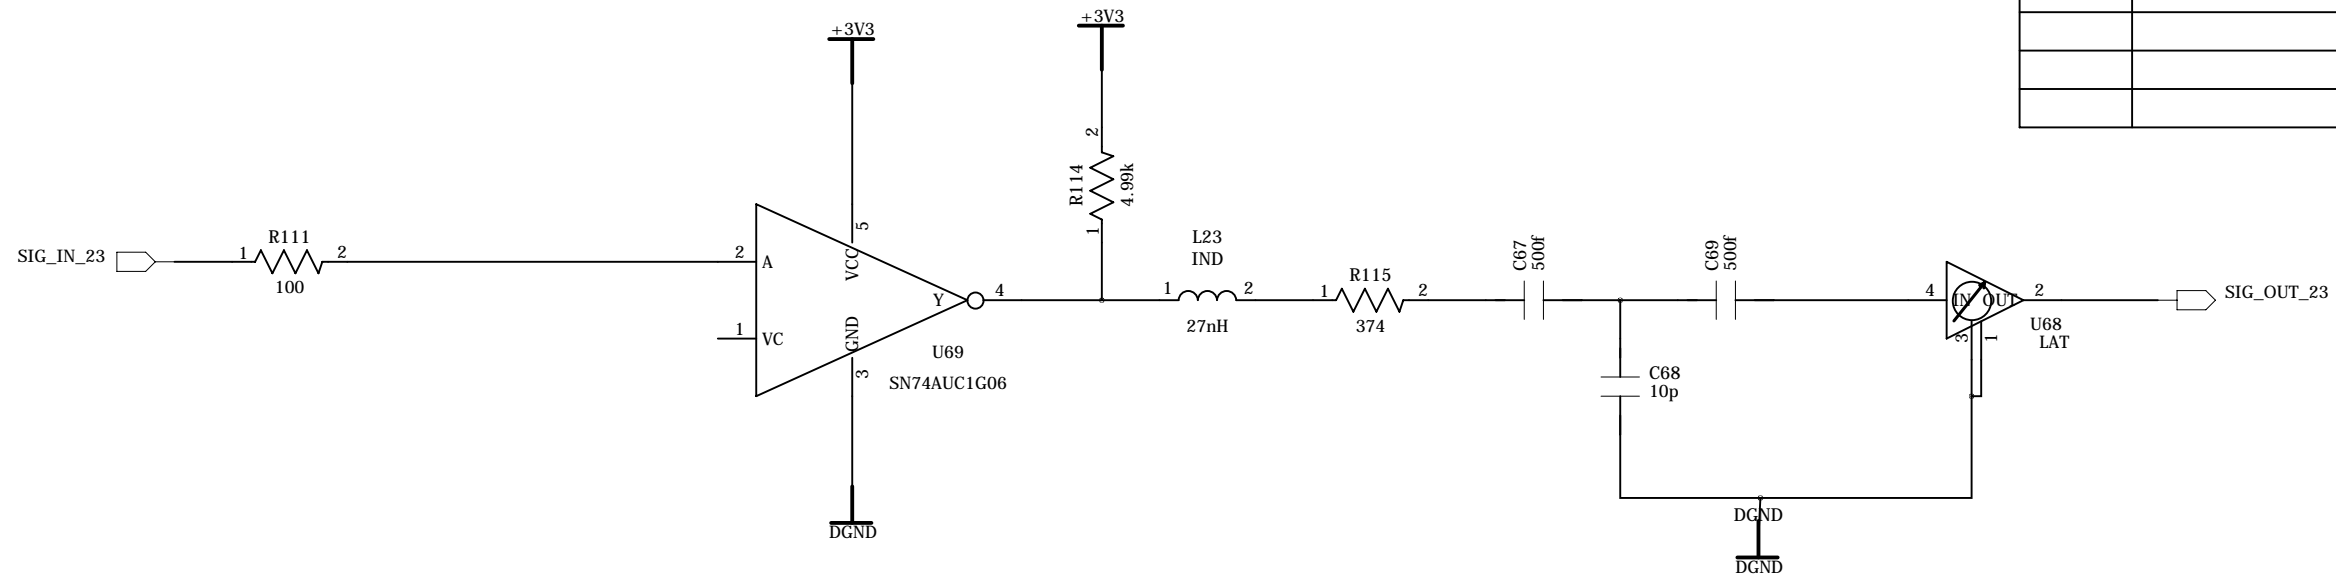 +3V3
+3V3
2
R114
4.99k
1
SIG_IN_23
1
R111
2
100
2
A
5
VCC
Y
4
1
VC
GND
3
U69
SN74AUC1G06
DGND
L23
IND
1
2
27nH
R115
1
2
374
C67
500f
C69
500f
C68
10p
4
IN
OUT
2
SIG_OUT_23
U68
LAT
3
1
DGND
DGND